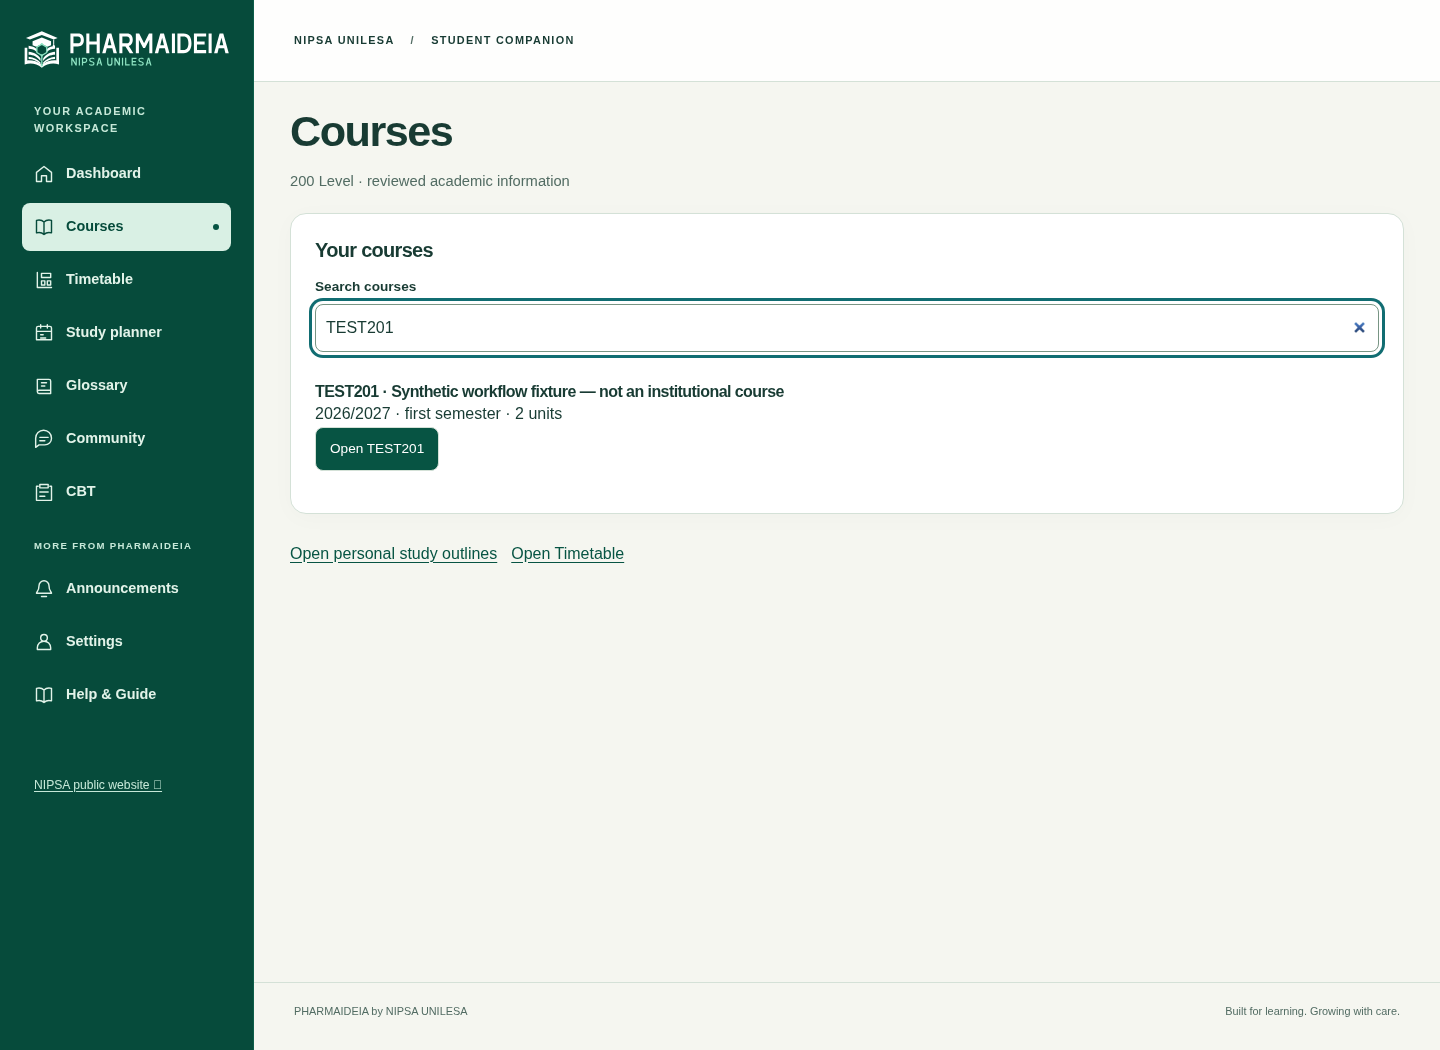 PHARMAIDEIA
NIPSA UNILESA
YOUR ACADEMIC
WORKSPACE
Dashboard
Courses
Timetable
Study planner
Glossary
Community
CBT
MORE FROM PHARMAIDEIA
Announcements
Settings
Help & Guide
NIPSA public website
NIPSA UNILESA / STUDENT COMPANION
Courses
200 Level · reviewed academic information
Your courses
Search courses
TEST201
TEST201 · Synthetic workflow fixture — not an institutional course
2026/2027 · first semester · 2 units
Open TEST201
Open personal study outlines Open Timetable
PHARMAIDEIA by NIPSA UNILESA
Built for learning. Growing with care.